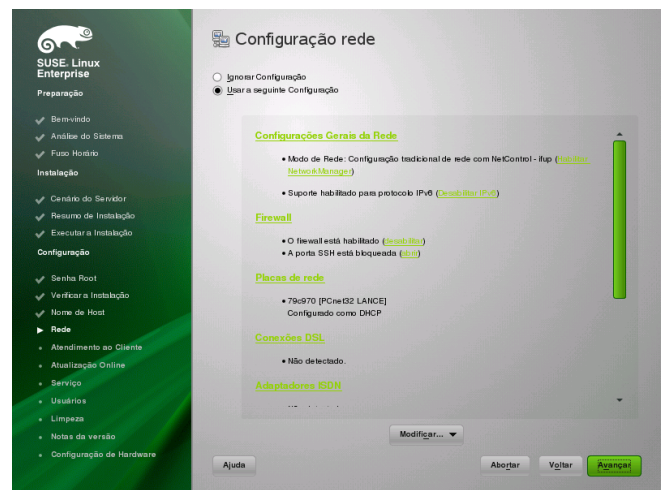 SUSE. Linux
Enterprise
Preparação
Bem-vindo
Análise do Sistema
Fuso Horário
Instalação
Cenário do Servidor
Resumo de Instalação
Executar a Instalação
Configuração
Senha Root
Verificar a Instalação
Nome de Host
Rede
Atendimento ao Cliente
Atualização Online
Serviço
Usuários
Limpeza
Notas da versão
Configuração de Hardware
Configuração rede
Ignorar Configuração
Usar a seguinte Configuração
Configurações Gerais da Rede
• Modo de Rede: Configuração tradicional de rede com NetControl - ifup (
NetworkManager)
• Suporte habilitado para protocolo IPv6 (Desabilitar IPv6)
Firewall
• O firewall está habilitado (desabilitar)
• A porta SSH está bloqueada (abrir)
Placas de rede
• 79c970 [PCnet32 LANCE]
Configurado como DHCP
Conexões DSL
• Não detectado.
Adaptadores ISDN
Modificar...
Ajuda
Abortar
Voltar
Avançar